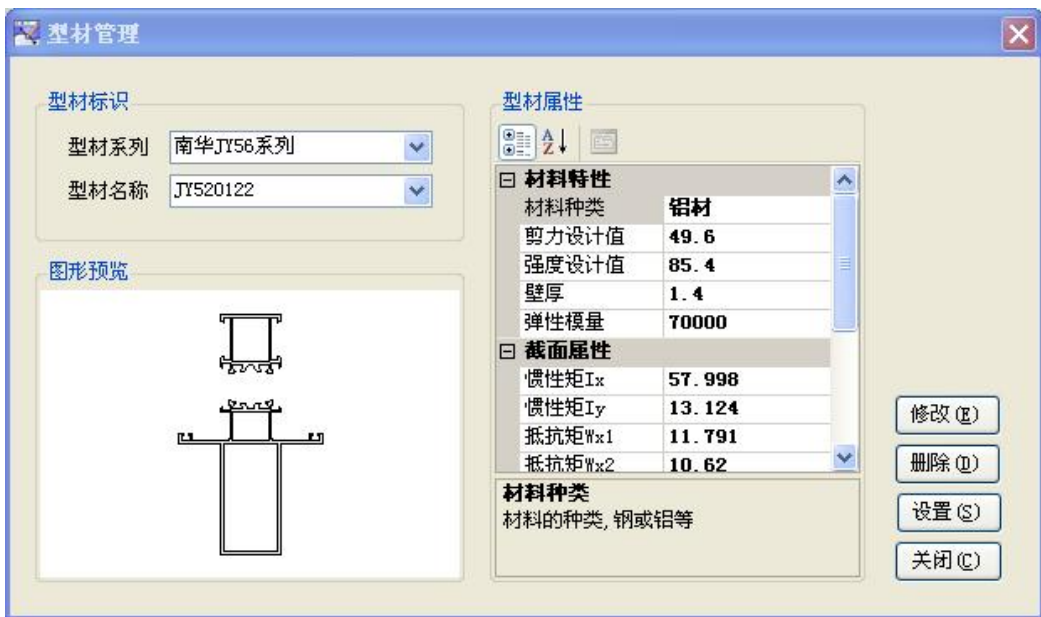 型材管理
型材标识
型材系列 南华JY56系列
型材名称 JY520122
图形预览
型材属性
材料特性
材料种类 铝材
剪力设计值 49.6
强度设计值 85.4
壁厚 1.4
弹性模量 70000
截面属性
惯性矩Ix 57.998
惯性矩Iy 13.124
抵抗矩Wx1 11.791
抵抗矩Wx2 10.62
材料种类
材料的种类,钢或铝等
修改(E)
删除(D)
设置(S)
关闭(C)